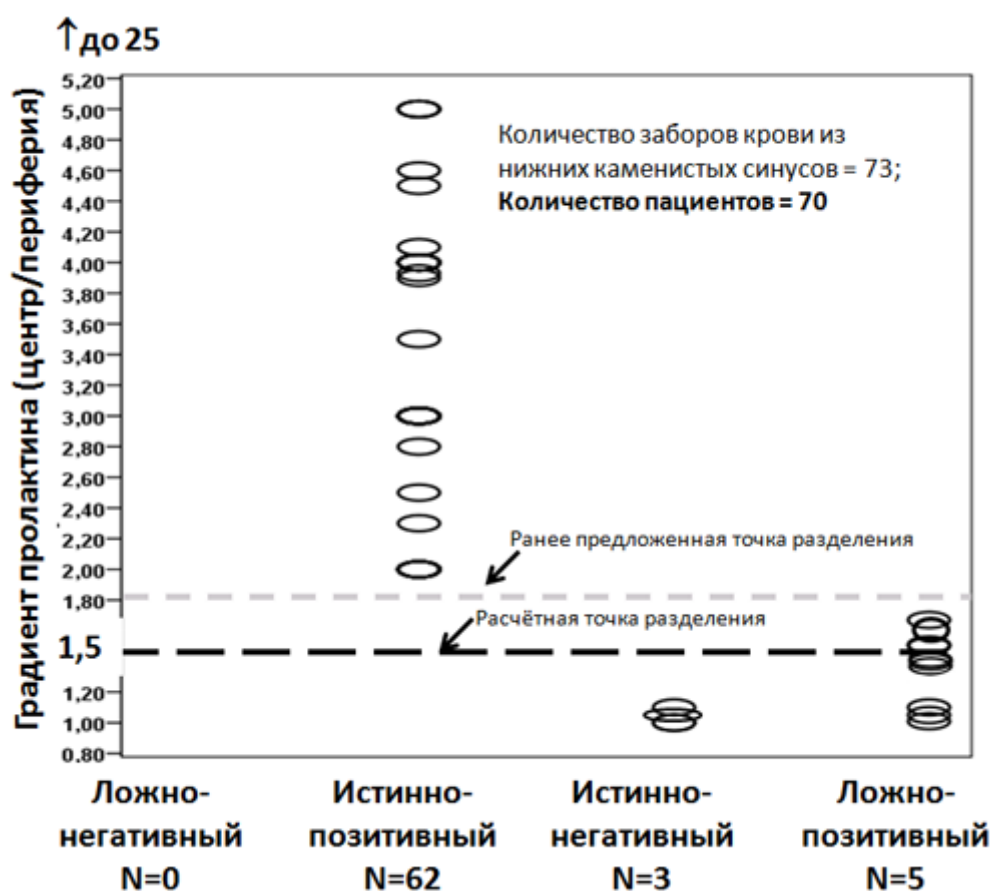 ↑до 25
Градиент пролактина (центр/периферия)
5,20
5,00
4,80
4,60
4,40
4,20
4,00
3,80
3,60
3,40
3,20
3,00
2,80
2,60
2,40
2,20
2,00
1,80
1,5
1,20
1,00
0.80
Количество заборов крови из
нижних каменистых синусов = 73;
Количество пациентов = 70
Ранее предложенная точка разделения
Расчётная точка разделения
Ложно-
негативный
N=0
Истинно-
позитивный
N=62
Истинно-
негативный
N=3
Ложно-
позитивный
N=5